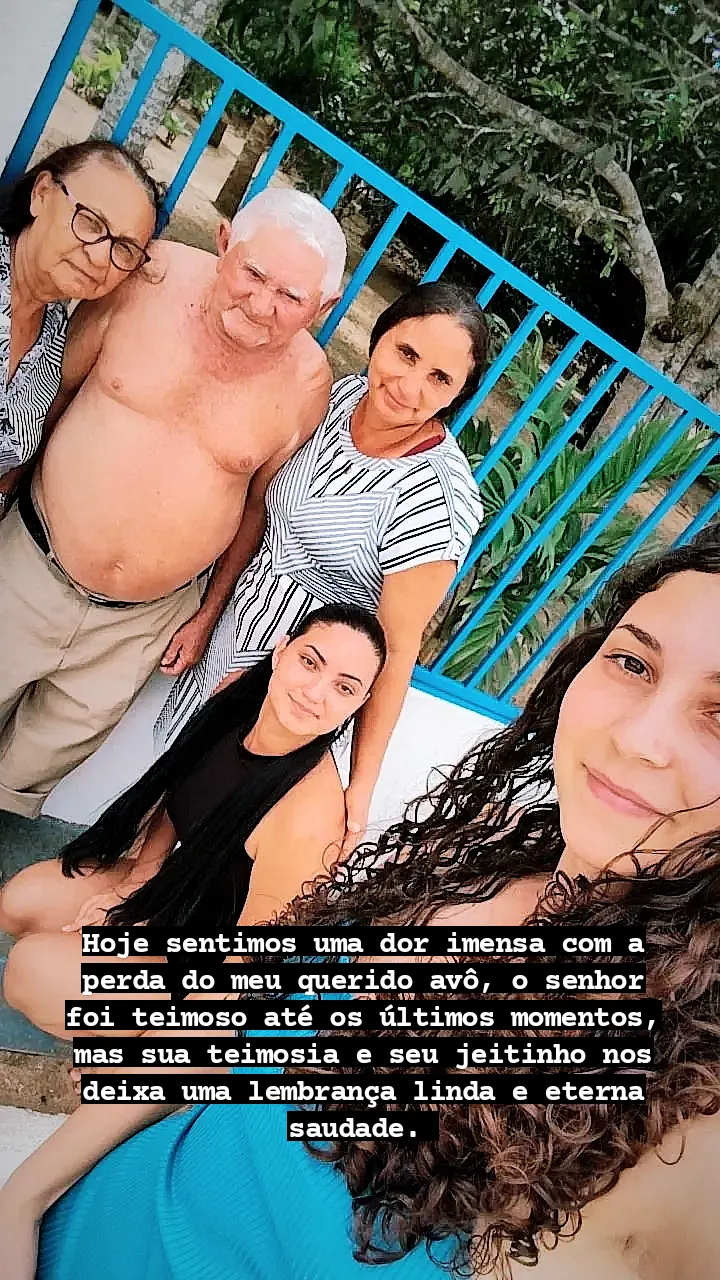 Hoje sentimos uma dor imensa com a
perda do meu querido avô, o senhor
foi teimoso até os últimos momentos,
mas sua teimosia e seu jeitinho nos
deixa uma lembrança linda e eterna
saudade.